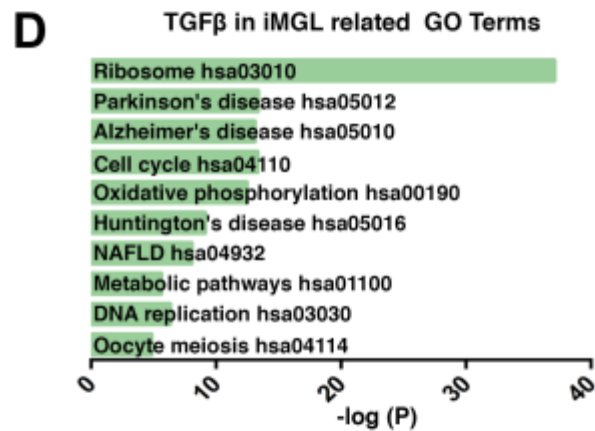 D
TGFβ in iMGL related GO Terms
Ribosome hsa03010
Parkinson's disease hsa05012
Alzheimer's disease hsa05010
Cell cycle hsa04110
Oxidative phosphorylation hsa00190
Huntington's disease hsa05016
NAFLD hsa04932
Metabolic pathways hsa01100
DNA replication hsa03030
Oocyte meiosis hsa04114
0 10 20 30 40
-log (P)